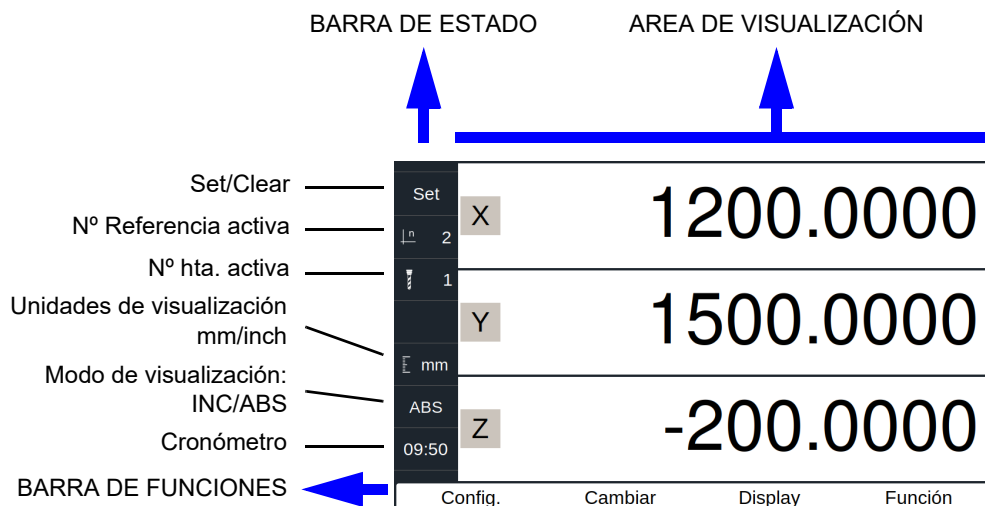 BARRA DE ESTADO AREA DE VISUALIZACIÓN
Set/Clear
Nº Referencia activa
Nº hta. activa
Unidades de visualización
mm/inch
Modo de visualización:
INC/ABS
Cronómetro
BARRA DE FUNCIONES
Set
n 2
1
mm
ABS
09:50
X 1200.0000
Y 1500.0000
Z -200.0000
Config. Cambiar Display Función